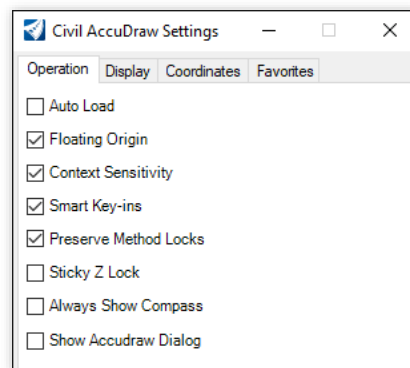 Civil AccuDraw Settings
Operation Display Coordinates Favorites
Auto Load
Floating Origin
Context Sensitivity
Smart Key-ins
Preserve Method Locks
Sticky Z Lock
Always Show Compass
Show Accudraw Dialog